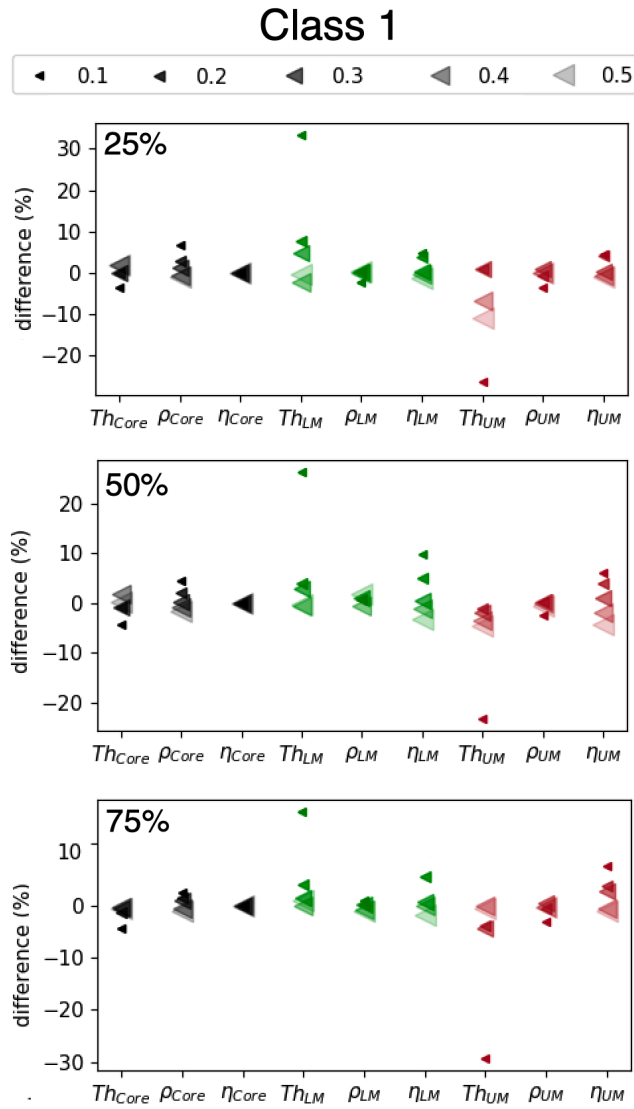 Class 1
0.1 0.2 0.3 0.4 0.5
25%
difference (%)
30
20
10
0
−10
−20
Th_Core ρ_Core η_Core Th_LM ρ_LM η_LM Th_UM ρ_UM η_UM
50%
difference (%)
20
10
0
−10
−20
Th_Core ρ_Core η_Core Th_LM ρ_LM η_LM Th_UM ρ_UM η_UM
75%
difference (%)
10
0
−10
−20
−30
Th_Core ρ_Core η_Core Th_LM ρ_LM η_LM Th_UM ρ_UM η_UM